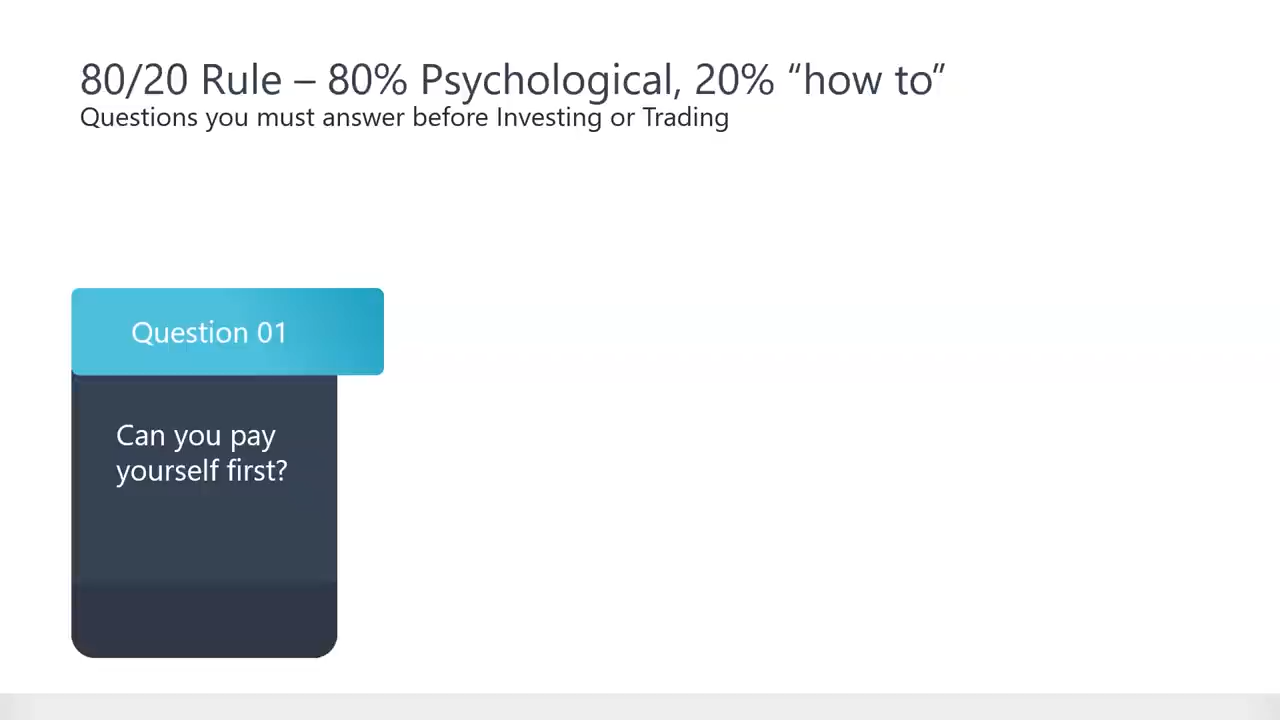 80/20 Rule – 80% Psychological, 20% “how to”
Questions you must answer before Investing or Trading
Question 01
Can you pay
yourself first?